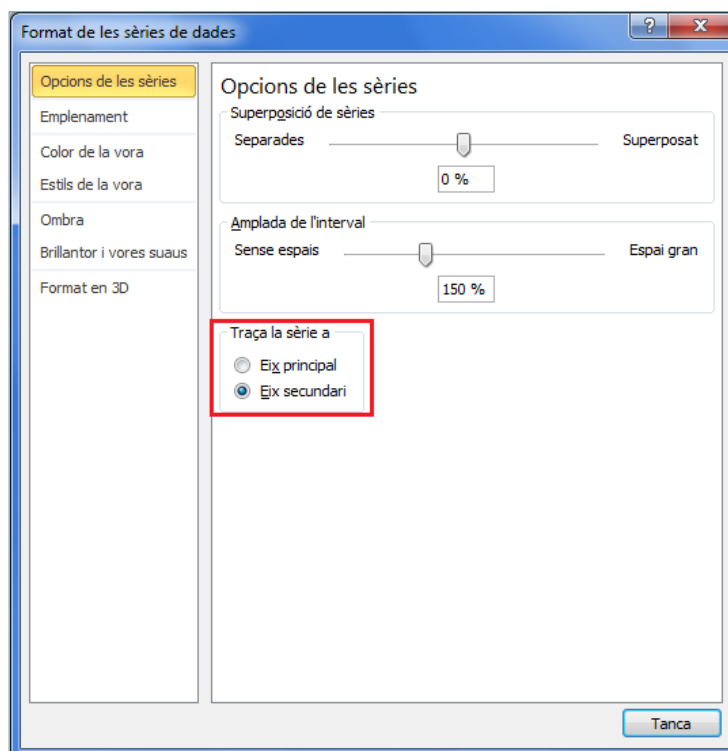 Format de les sèries de dades
Opcions de les sèries
Emplenament
Color de la vora
Estils de la vora
Ombra
Brillantor i vores suaus
Format en 3D
Opcions de les sèries
Superposició de sèries
Separades Superposat
0 %
Amplada de l'interval
Sense espais Espai gran
150 %
Traça la sèrie a
Eix principal
Eix secundari
Tanca